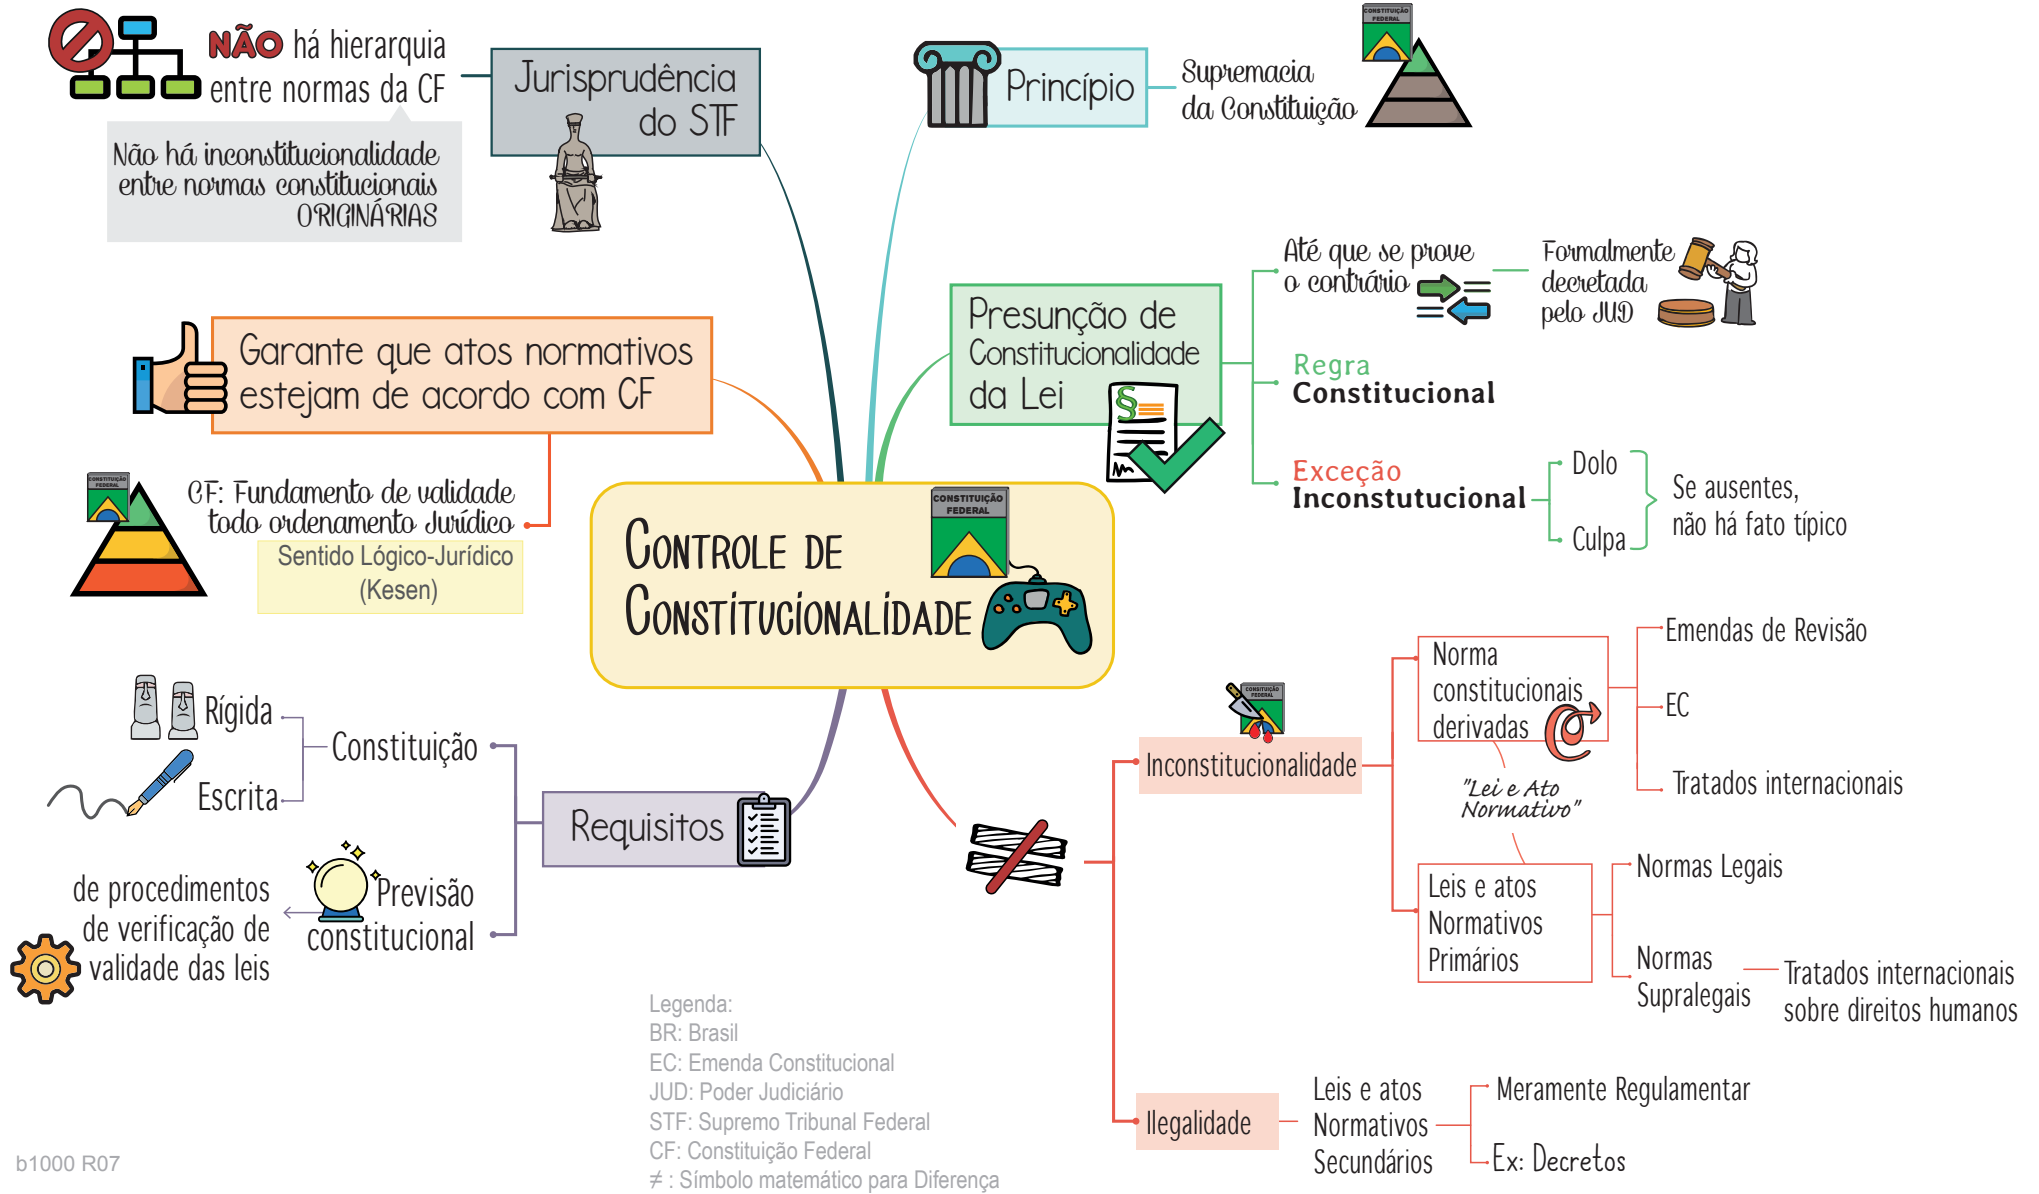 NÃO há hierarquia
entre normas da CF
Não há inconstitucionalidade
entre normas constitucionais
ORIGINÁRIAS
Jurisprudência
do STF
Princípio
Supremacia
da Constituição
CONSTITUIÇÃO
FEDERAL
Garante que atos normativos
estejam de acordo com CF
CONSTITUIÇÃO
FEDERAL
CF: Fundamento de validade
todo ordenamento Jurídico
Sentido Lógico-Jurídico
(Kesen)
Presunção de
Constitucionalidade
da Lei
§
Até que se prove
o contrário
Formalmente
decretada
pelo JUD
Regra
Constitucional
Exceção
Inconstutucional
Dolo
Culpa
Se ausentes,
não há fato típico
CONTROLE DE
CONSTITUCIONALIDADE
CONSTITUIÇÃO
FEDERAL
Rígida
Escrita
Constituição
Requisitos
Previsão
constitucional
de procedimentos
de verificação de
validade das leis
CONSTITUIÇÃO
FEDERAL
Inconstitucionalidade
Norma
constitucionais
derivadas
Emendas de Revisão
EC
Tratados internacionais
"Lei e Ato
Normativo"
Leis e atos
Normativos
Primários
Normas Legais
Normas
Supralegais
Tratados internacionais
sobre direitos humanos
Ilegalidade
Leis e atos
Normativos
Secundários
Meramente Regulamentar
Ex: Decretos
Legenda:
BR: Brasil
EC: Emenda Constitucional
JUD: Poder Judiciário
STF: Supremo Tribunal Federal
CF: Constituição Federal
≠ : Símbolo matemático para Diferença
b1000 R07